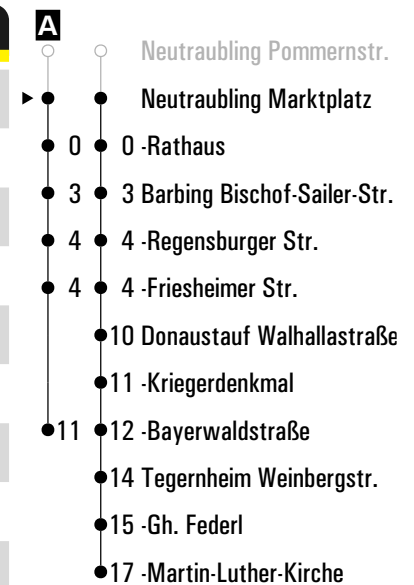 A
Neutraubling Pommernstr.
Neutraubling Marktplatz
0 0 -Rathaus
3 3 Barbing Bischof-Sailer-Str.
4 4 -Regensburger Str.
4 4 -Friesheimer Str.
10 Donaustauf Walhallastraße
11 -Kriegerdenkmal
11 12 -Bayerwaldstraße
14 Tegernheim Weinbergstr.
15 -Gh. Federl
17 -Martin-Luther-Kirche